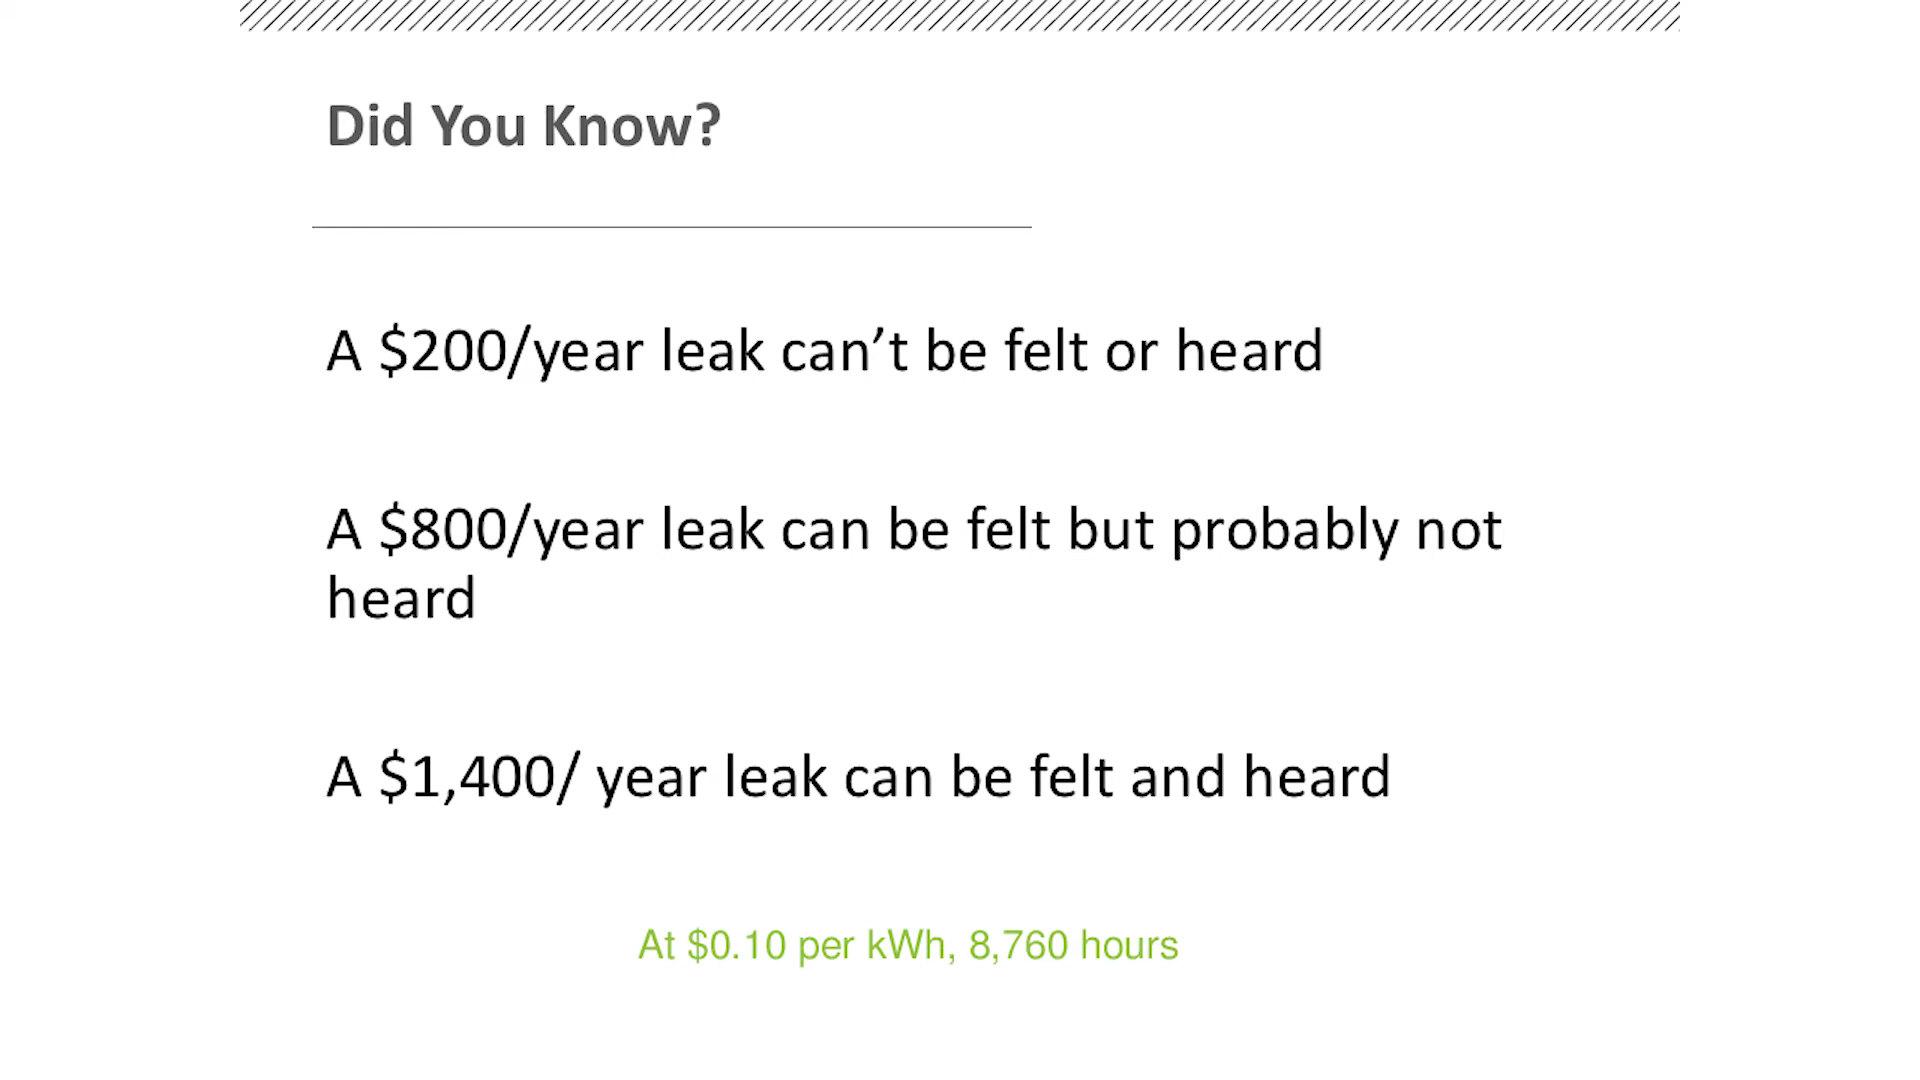 Did You Know?
A $200/year leak can’t be felt or heard
A $800/year leak can be felt but probably not
heard
A $1,400/ year leak can be felt and heard
At $0.10 per kWh, 8,760 hours